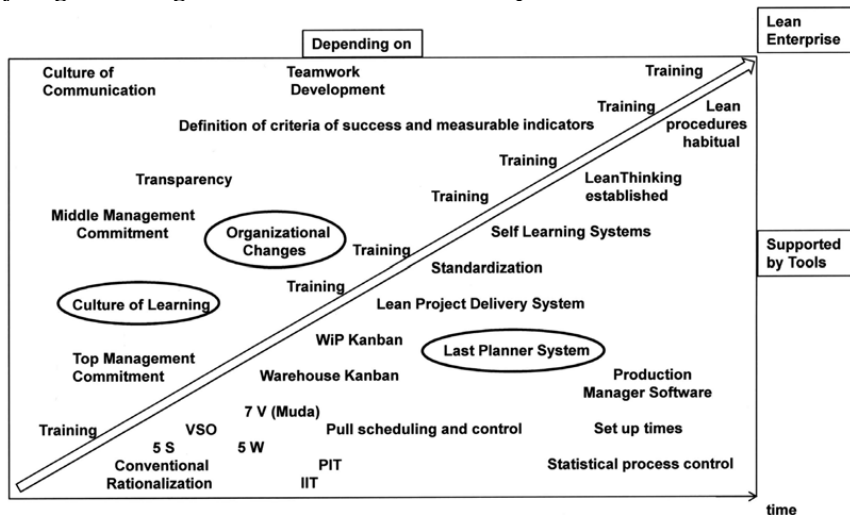 Depending on
Lean
Enterprise
Culture of
Communication
Teamwork
Development
Training
Training
Lean
procedures
habitual
Definition of criteria of success and measurable indicators
Training
Transparency
LeanThinking
established
Training
Middle Management
Commitment
Organizational
Changes
Self Learning Systems
Supported
by Tools
Training
Standardization
Training
Culture of Learning
Lean Project Delivery System
WiP Kanban
Last Planner System
Top Management
Commitment
Warehouse Kanban
Production
Manager Software
7 V (Muda)
Training
VSO
Pull scheduling and control
Set up times
5 S
5 W
Conventional
Rationalization
PIT
IIT
Statistical process control
time